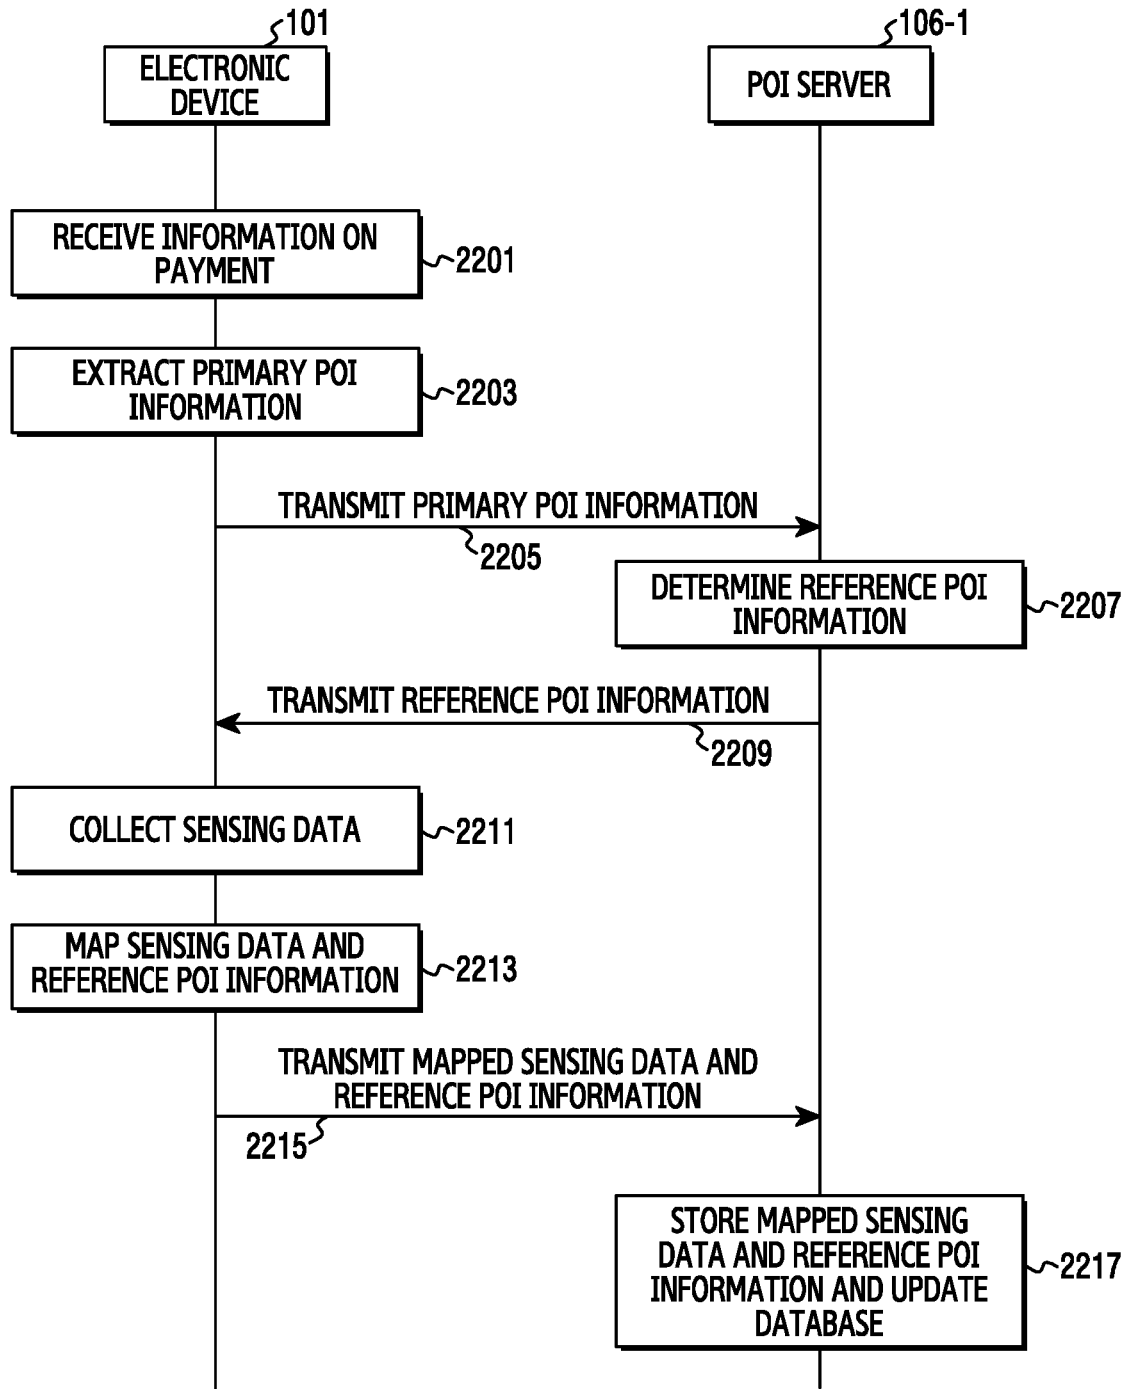 101
106-1
ELECTRONIC
DEVICE
POI SERVER
RECEIVE INFORMATION ON
PAYMENT
2201
EXTRACT PRIMARY POI
INFORMATION
2203
TRANSMIT PRIMARY POI INFORMATION
2205
DETERMINE REFERENCE POI
INFORMATION
2207
TRANSMIT REFERENCE POI INFORMATION
2209
COLLECT SENSING DATA
2211
MAP SENSING DATA AND
REFERENCE POI INFORMATION
2213
TRANSMIT MAPPED SENSING DATA AND
REFERENCE POI INFORMATION
2215
STORE MAPPED SENSING
DATA AND REFERENCE POI
INFORMATION AND UPDATE
DATABASE
2217